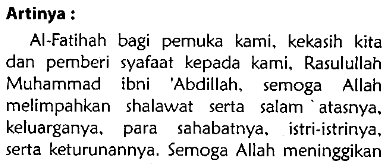 Artinya :
Al-Fatihah bagi pemuka kami, kekasih kita
dan pemberi syafaat kepada kami, Rasulullah
Muhammad ibni 'Abdillah, semoga Allah
melimpahkan shalawat serta salam atasnya,
keluarganya, para sahabatnya, istri-istrinya,
serta keturunannya. Semoga Allah meninggikan